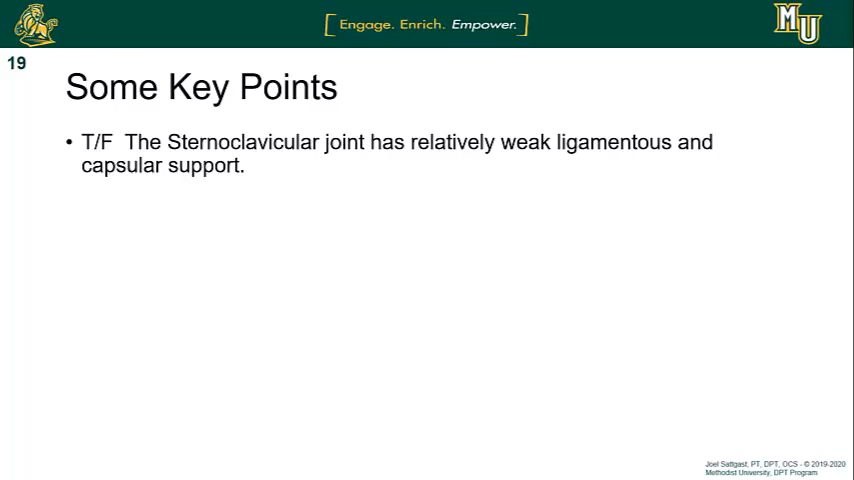 [Engage. Enrich. Empower.]
MU
19
Some Key Points
• T/F  The Sternoclavicular joint has relatively weak ligamentous and
capsular support.
Joel Sattgast, PT, DPT, OCS - © 2019-2020
Methodist University, DPT Program